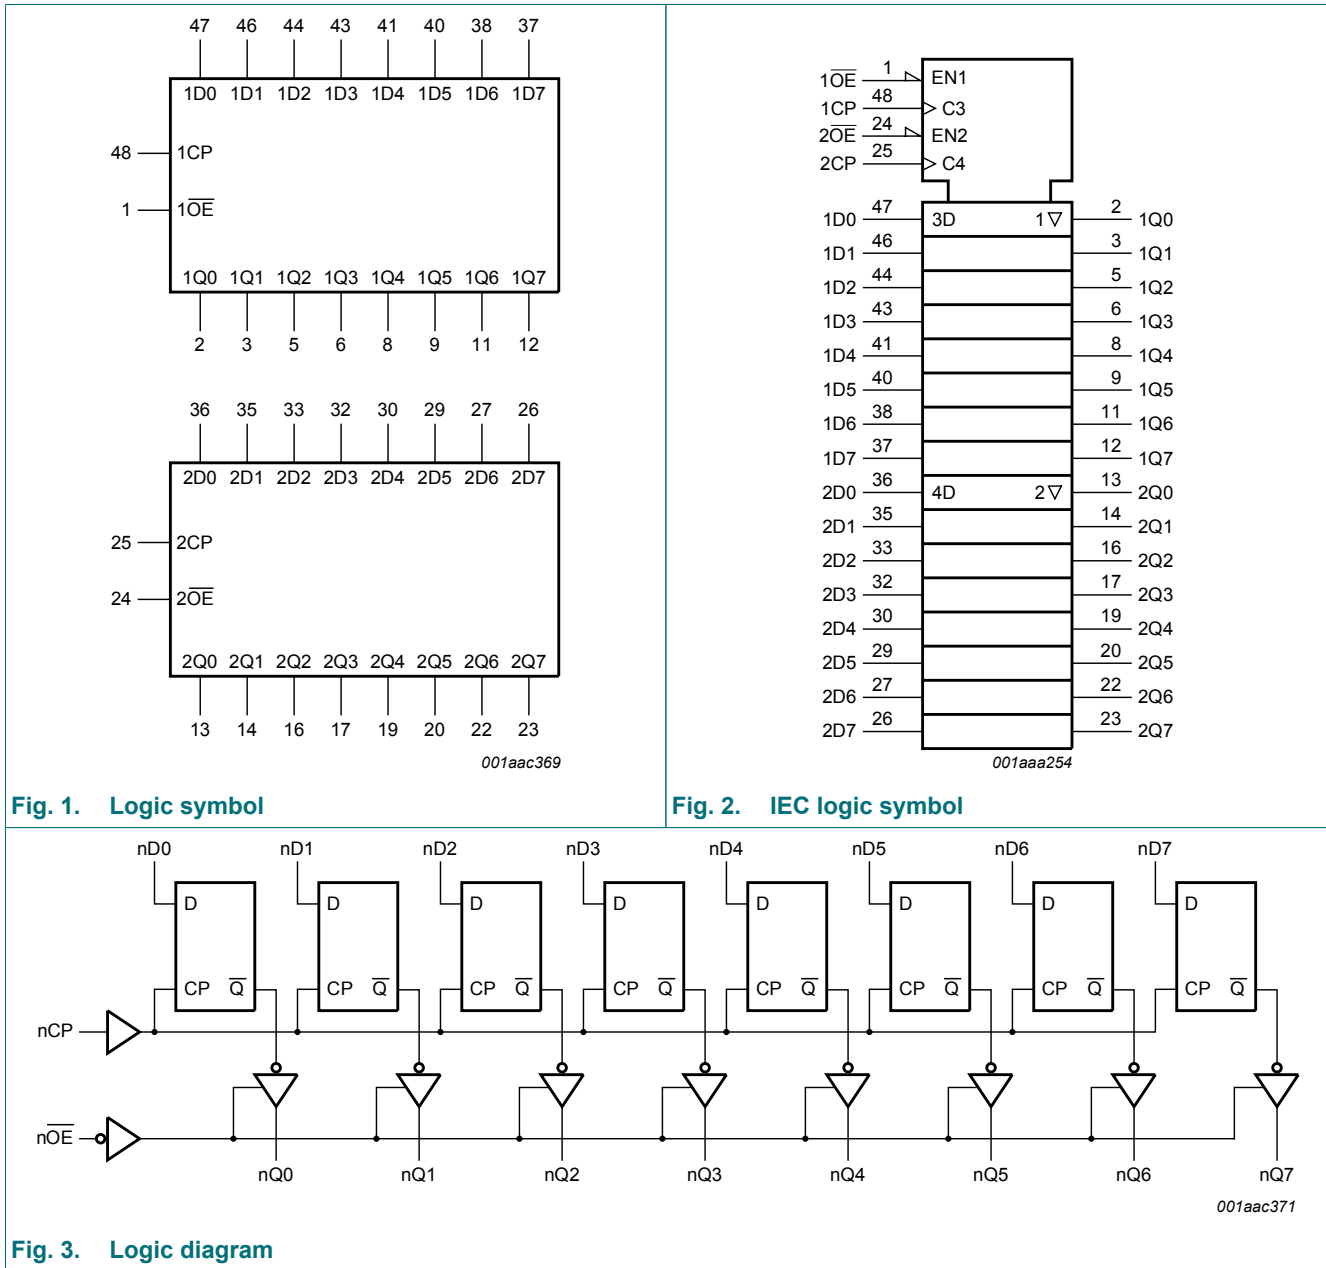 47 46 44 43 41 40 38 37
1D0 1D1 1D2 1D3 1D4 1D5 1D6 1D7
48 1CP
1 1O̅E̅
1Q0 1Q1 1Q2 1Q3 1Q4 1Q5 1Q6 1Q7
2 3 5 6 8 9 11 12
36 35 33 32 30 29 27 26
2D0 2D1 2D2 2D3 2D4 2D5 2D6 2D7
25 2CP
24 2O̅E̅
2Q0 2Q1 2Q2 2Q3 2Q4 2Q5 2Q6 2Q7
13 14 16 17 19 20 22 23
001aac369
Fig. 1. Logic symbol
1O̅E̅ 1 EN1
1CP 48 C3
2O̅E̅ 24 EN2
2CP 25 C4
1D0 47 3D 1▽ 2 1Q0
1D1 46 3 1Q1
1D2 44 5 1Q2
1D3 43 6 1Q3
1D4 41 8 1Q4
1D5 40 9 1Q5
1D6 38 11 1Q6
1D7 37 12 1Q7
2D0 36 4D 2▽ 13 2Q0
2D1 35 14 2Q1
2D2 33 16 2Q2
2D3 32 17 2Q3
2D4 30 19 2Q4
2D5 29 20 2Q5
2D6 27 22 2Q6
2D7 26 23 2Q7
001aaa254
Fig. 2. IEC logic symbol
nD0 nD1 nD2 nD3 nD4 nD5 nD6 nD7
D D D D D D D D
CP Q̅ CP Q̅ CP Q̅ CP Q̅ CP Q̅ CP Q̅ CP Q̅ CP Q̅
nCP
nO̅E̅
nQ0 nQ1 nQ2 nQ3 nQ4 nQ5 nQ6 nQ7
001aac371
Fig. 3. Logic diagram